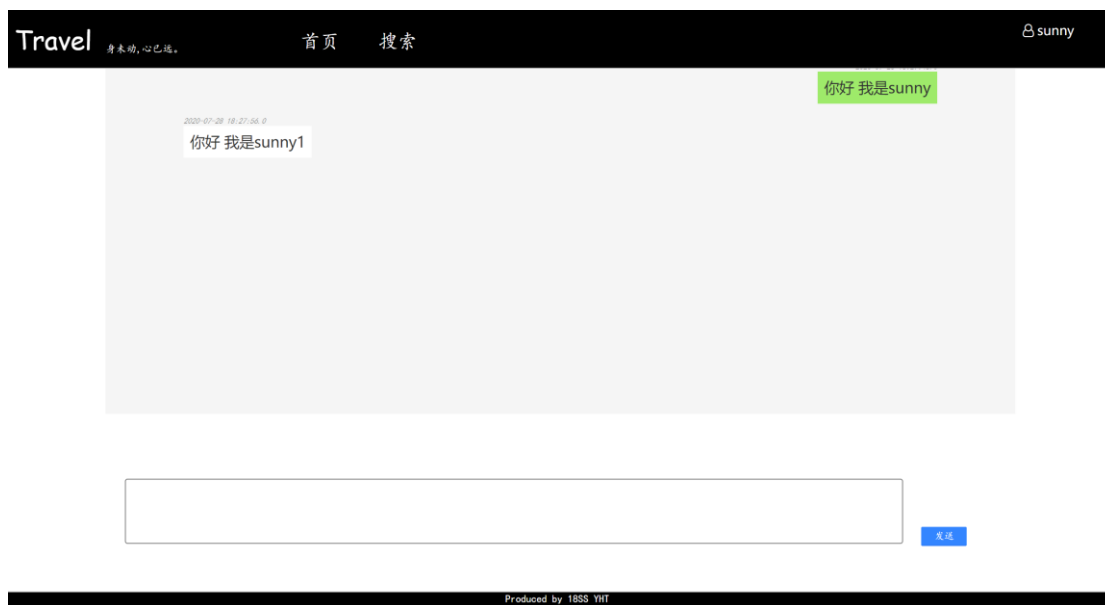 Travel 身未动,心已远。 首页 搜索 sunny
你好 我是sunny
2020-07-28 18:27:56.0
你好 我是sunny1
发送
Produced by 18SS YHT